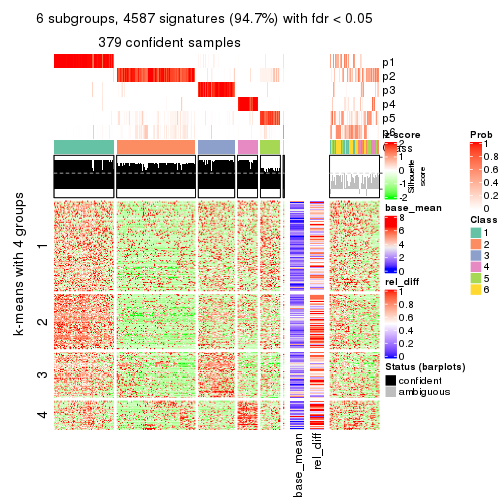 6 subgroups, 4587 signatures (94.7%) with fdr < 0.05
379 confident samples
p1
p2
p3
p4
p5
p6
Class
Silhouette
score
k-means with 4 groups
1
2
3
4
base_mean
rel_diff
z-score
2
1
0
-1
-2
base_mean
8
6
4
2
0
rel_diff
1
0.8
0.6
0.4
0.2
0
Status (barplots)
confident
ambiguous
Prob
1
0.8
0.6
0.4
0.2
0
Class
1
2
3
4
5
6